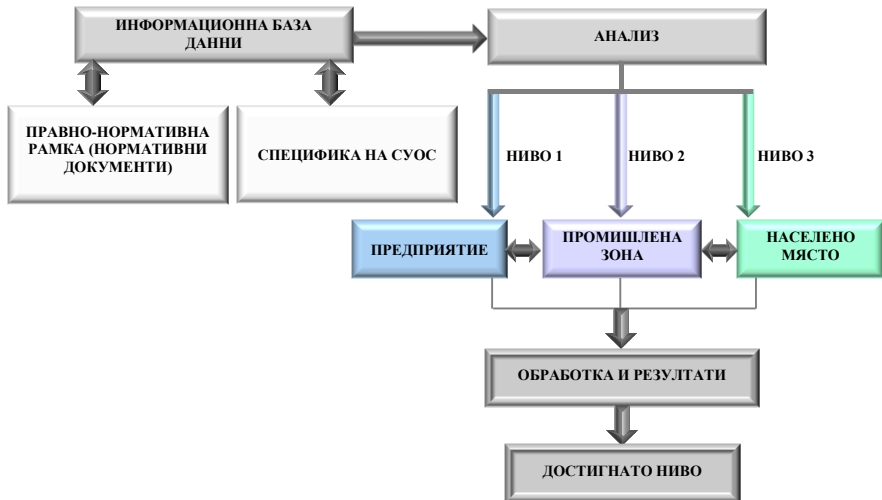 ИНФОРМАЦИОННА БАЗА
ДАННИ
АНАЛИЗ
ПРАВНО-НОРМАТИВНА
РАМКА (НОРМАТИВНИ
ДОКУМЕНТИ)
СПЕЦИФИКА НА СУОС
НИВО 1
НИВО 2
НИВО 3
ПРЕДПРИЯТИЕ
ПРОМИШЛЕНА
ЗОНА
НАСЕЛЕНО
МЯСТО
ОБРАБОТКА И РЕЗУЛТАТИ
ДОСТИГНАТО НИВО